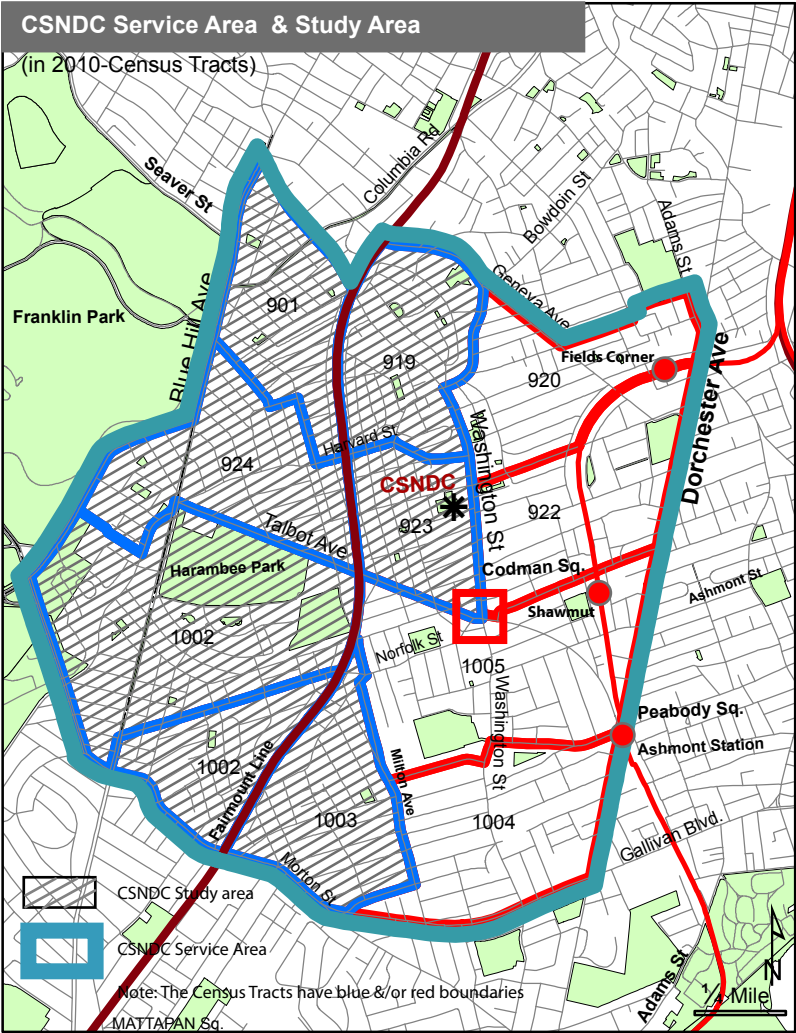 CSNDC Service Area & Study Area
(in 2010-Census Tracts)
Columbia Rd
Seaver St
Bowdoin St
Adams St
Geneva Ave
Blue Hill Ave
901
Franklin Park
Fields Corner
919
920
Dorchester Ave
Harvard St
Washington St
924
CSNDC
923
922
Talbot Ave
Codman Sq.
Harambee Park
Ashmont St
Shawmut
1002
Norfolk St
1005
Washington St
Peabody Sq.
Ashmont Station
1002
Milton Ave
Fairmount Line
1003
1004
Gallivan Blvd.
Morton St
CSNDC Study area
CSNDC Service Area
Adams St
N
Note: The Census Tracts have blue &/or red boundaries
1/4 Mile
MATTAPAN Sq.